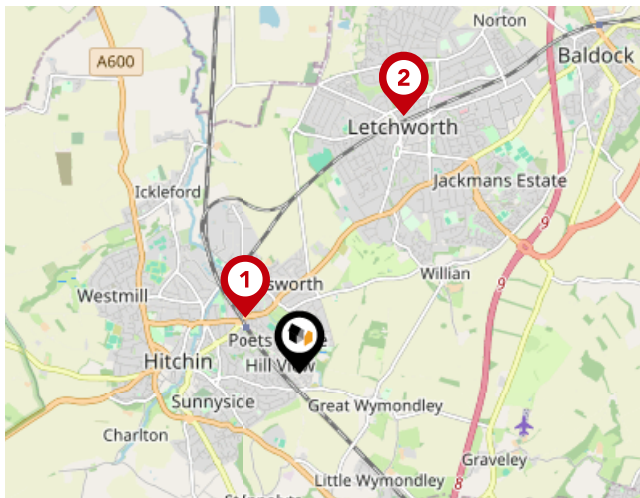 Norton
Baldock
A600
2
Letchworth
Jackmans Estate
Ickleford
9
Willian
1
sworth
9
Westmill
Poets
Hitchin
Hill View
Sunnysice
Great Wymondley
Charlton
Graveley
Little Wymondley
8